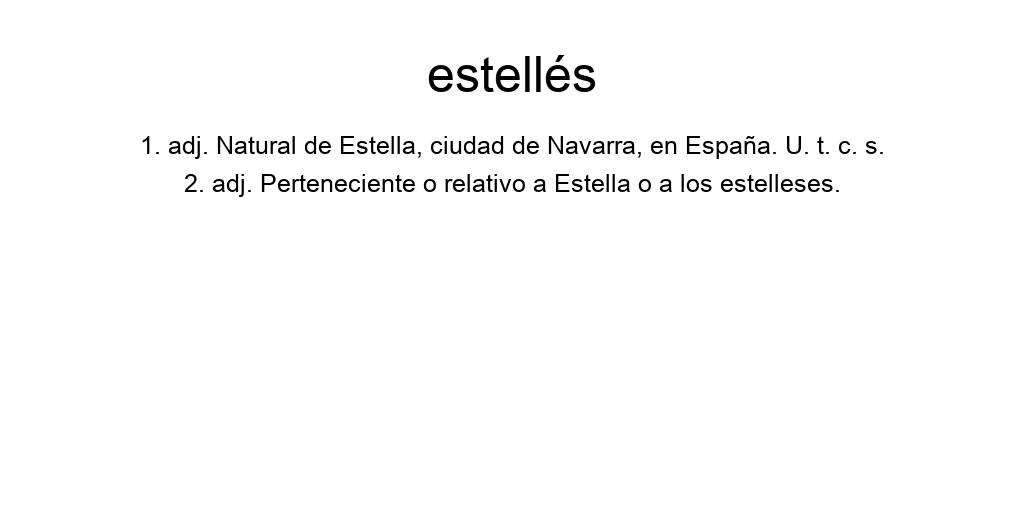 estellés
1. adj. Natural de Estella, ciudad de Navarra, en España. U. t. c. s.
2. adj. Perteneciente o relativo a Estella o a los estelleses.